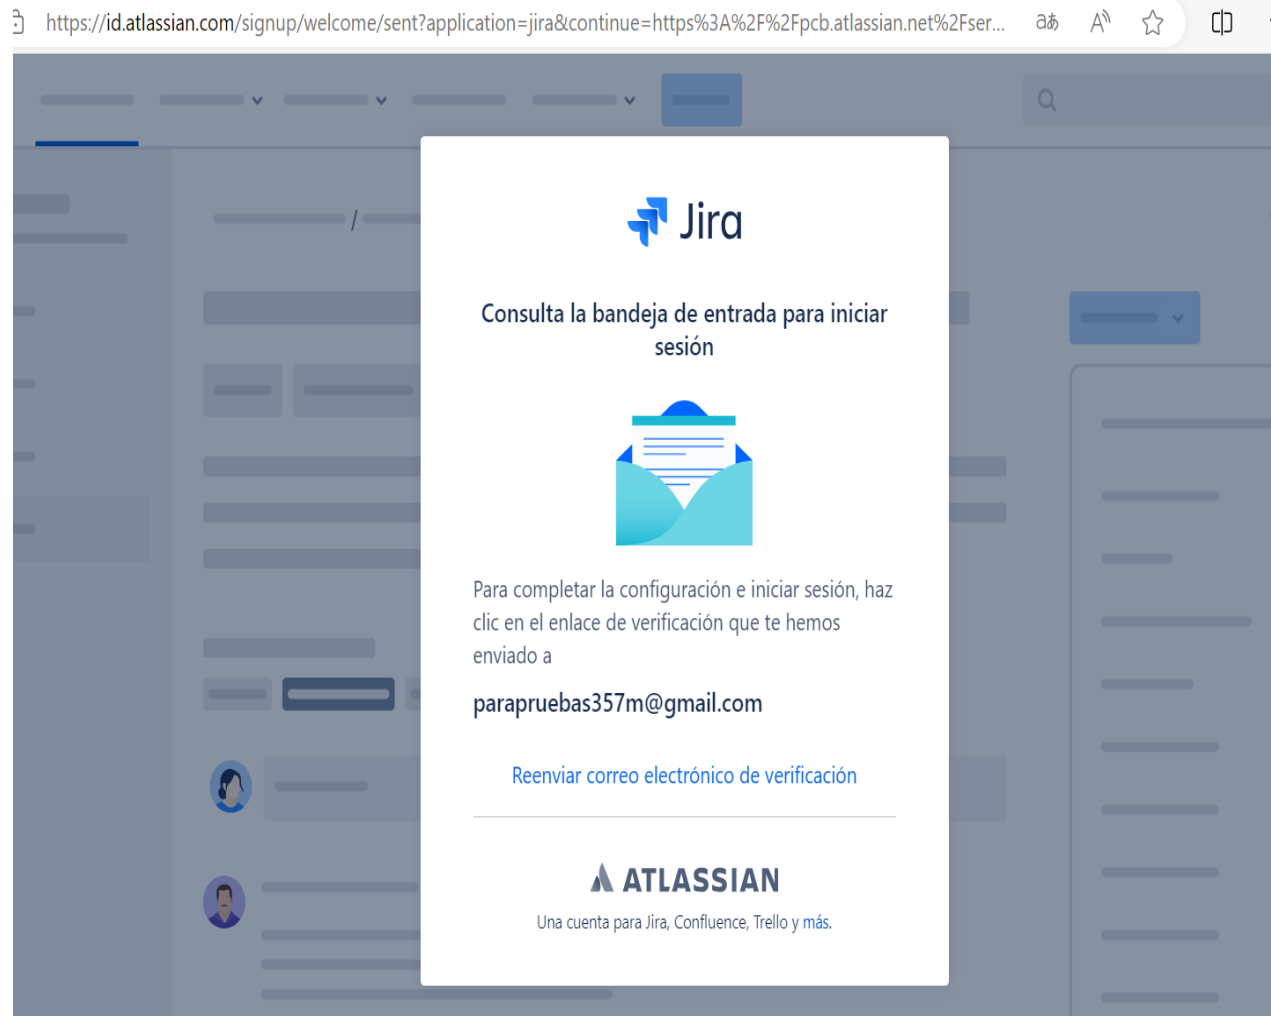 https://id.atlassian.com/signup/welcome/sent?application=jira&continue=https%3A%2F%2Fpcb.atlassian.net%2Fser...
Jira
Consulta la bandeja de entrada para iniciar
sesión
Para completar la configuración e iniciar sesión, haz
clic en el enlace de verificación que te hemos
enviado a
parapruebas357m@gmail.com
Reenviar correo electrónico de verificación
ATLASSIAN
Una cuenta para Jira, Confluence, Trello y más.